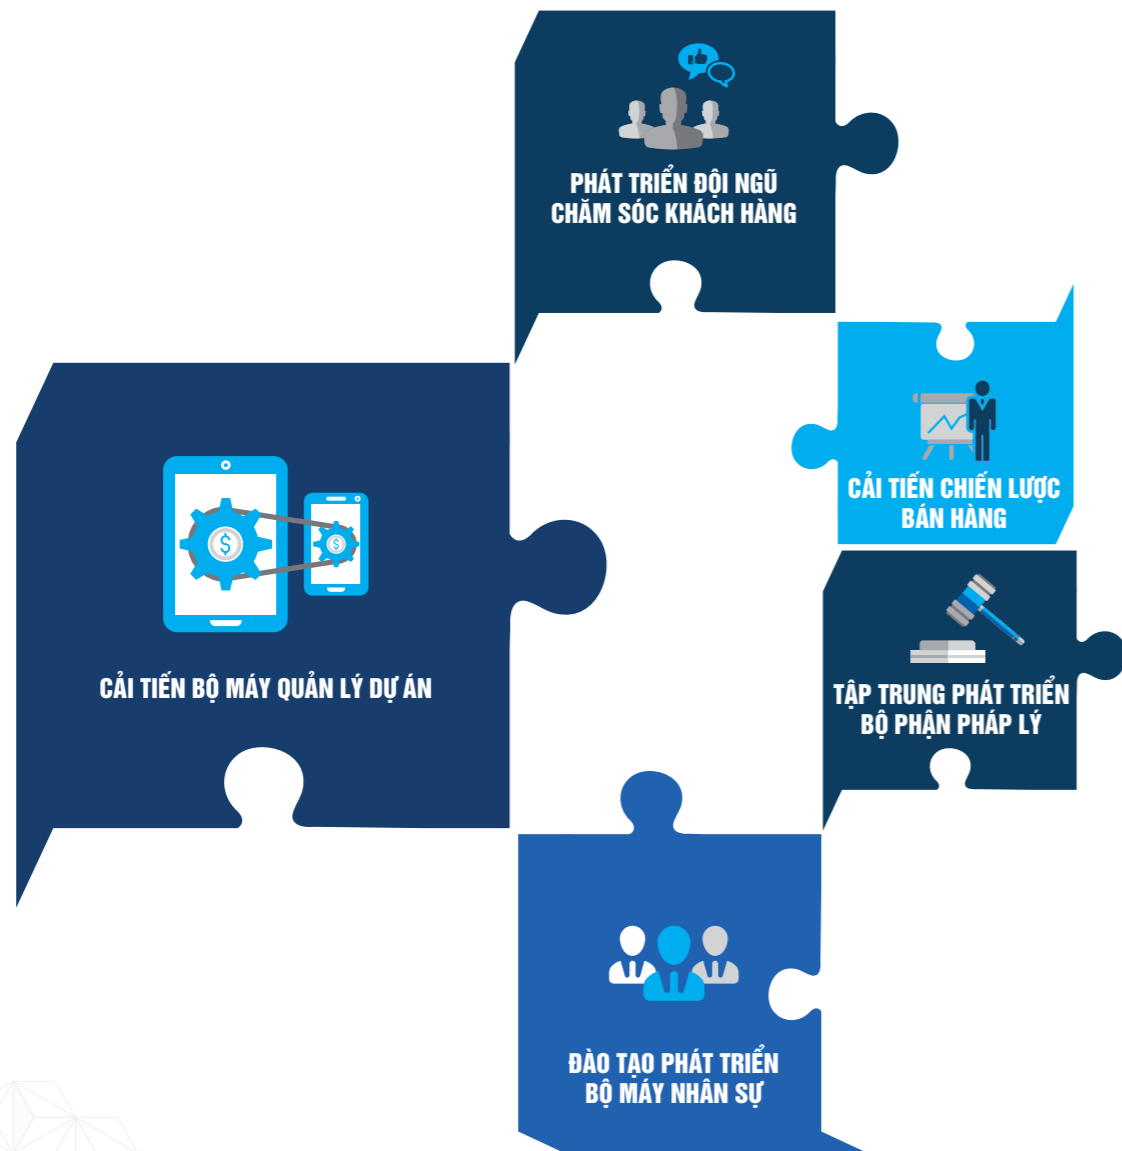 PHÁT TRIỂN ĐỘI NGŨ
CHĂM SÓC KHÁCH HÀNG
CẢI TIẾN CHIẾN LƯỢC
BÁN HÀNG
CẢI TIẾN BỘ MÁY QUẢN LÝ DỰ ÁN
TẬP TRUNG PHÁT TRIỂN
BỘ PHẬN PHÁP LÝ
ĐÀO TẠO PHÁT TRIỂN
BỘ MÁY NHÂN SỰ
$
$